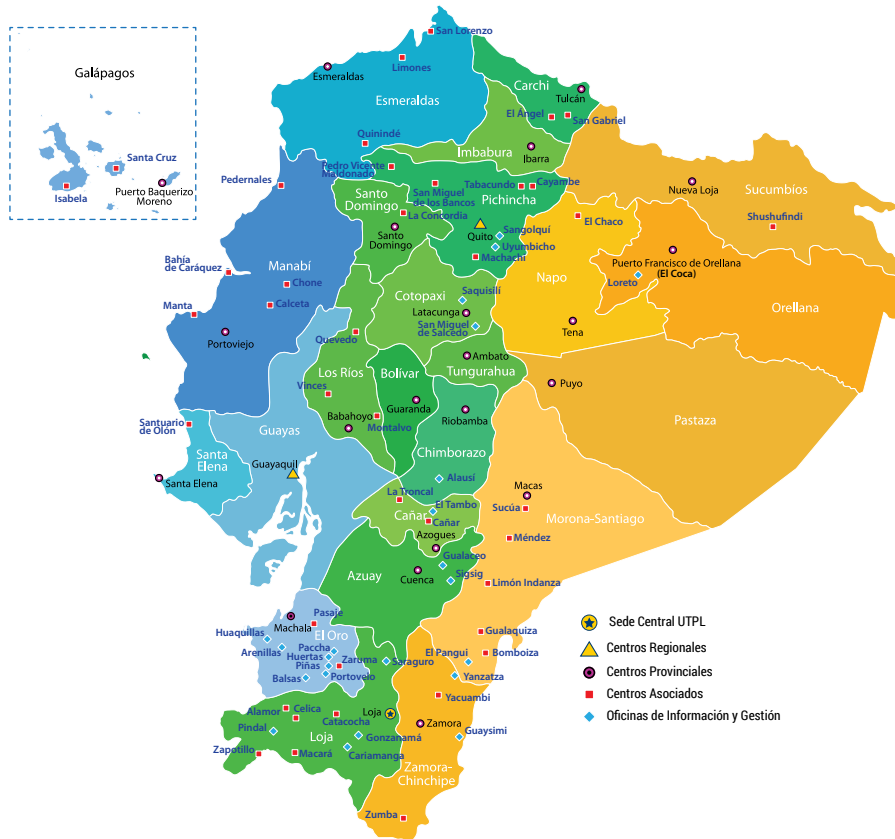 San Lorenzo
Galápagos
Esmeraldas
Limones
Carchi
Tulcán
Esmeraldas
El Ángel
San Gabriel
Quinindé
Imbabura
Ibarra
Santa Cruz
Pedro Vicente
Maldonado
Isabela
Puerto Baquerizo
Moreno
Pedernales
Santo
Domingo
San Miguel
de los Bancos
Tabacundo
Cayambe
Pichincha
Nueva Loja
Sucumbíos
La Concordia
El Chaco
Shushufindi
Santo
Domingo
Quito
Sangolquí
Uyumbicho
Machachi
Puerto Francisco de Orellana
(El Coca)
Bahía
de Caráquez
Manabí
Chone
Napo
Loreto
Cotopaxi
Saquisilí
Orellana
Manta
Calceta
Latacunga
San Miguel
de Salcedo
Tena
Portoviejo
Quevedo
Ambato
Tungurahua
Los Ríos
Bolívar
Puyo
Vinces
Guaranda
Riobamba
Pastaza
Santuario
de Olón
Guayas
Babahoyo
Montalvo
Chimborazo
Santa
Elena
Guayaquil
Santa Elena
Alausí
Macas
La Troncal
El Tambo
Sucúa
Cañar
Cañar
Morona-Santiago
Azogues
Méndez
Gualaceo
Azuay
Cuenca
Sigsig
Limón Indanza
Pasaje
Machala
El Oro
Huaquillas
Gualaquiza
Sede Central UTPL
Arenillas
Paccha
Huertas
Piñas
Zaruma
Saraguro
El Pangui
Bomboiza
Centros Regionales
Balsas
Portovelo
Yanzatza
Centros Provinciales
Yacuambi
Centros Asociados
Alamor
Celica
Catacocha
Loja
Zamora
Oficinas de Información y Gestión
Pindal
Loja
Gonzanamá
Guaysimi
Zapotillo
Macará
Cariamanga
Zamora-
Chinchipe
Zumba